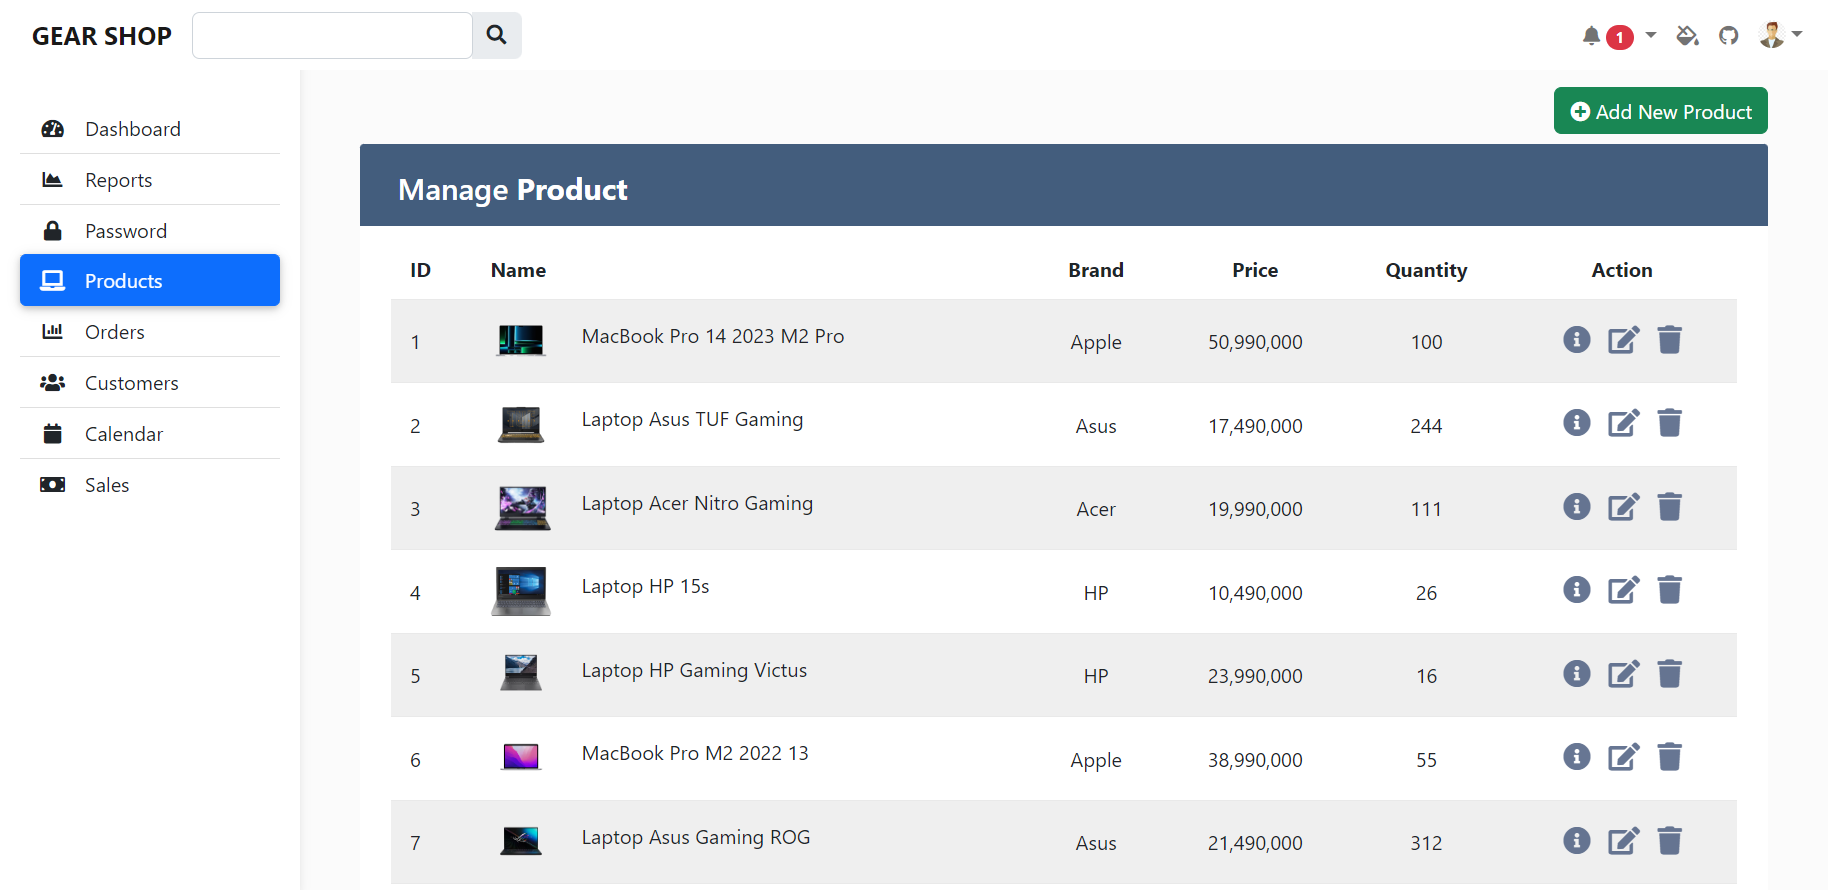 GEAR SHOP
1
Add New Product
Dashboard
Reports
Password
Products
Orders
Customers
Calendar
Sales
Manage Product
ID Name Brand Price Quantity Action
1 MacBook Pro 14 2023 M2 Pro Apple 50,990,000 100
2 Laptop Asus TUF Gaming Asus 17,490,000 244
3 Laptop Acer Nitro Gaming Acer 19,990,000 111
4 Laptop HP 15s HP 10,490,000 26
5 Laptop HP Gaming Victus HP 23,990,000 16
6 MacBook Pro M2 2022 13 Apple 38,990,000 55
7 Laptop Asus Gaming ROG Asus 21,490,000 312